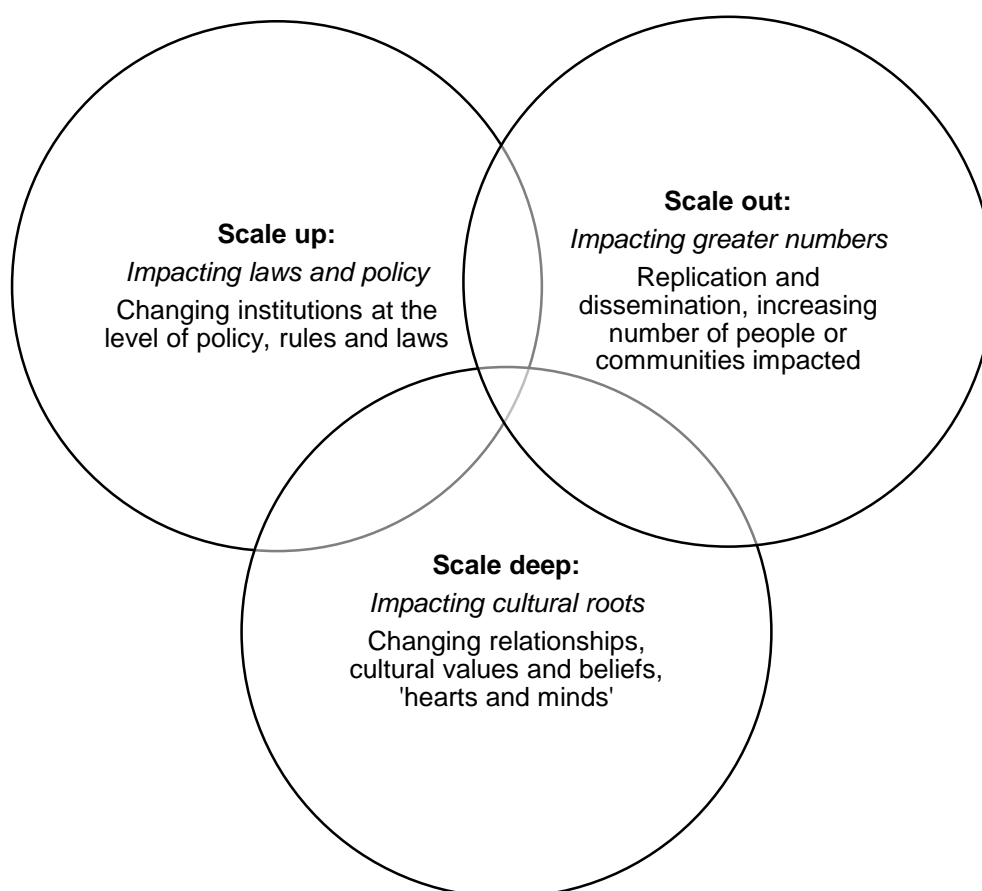 Scale up:
Impacting laws and policy
Changing institutions at the
level of policy, rules and laws
Scale out:
Impacting greater numbers
Replication and
dissemination, increasing
number of people or
communities impacted
Scale deep:
Impacting cultural roots
Changing relationships,
cultural values and beliefs,
'hearts and minds'